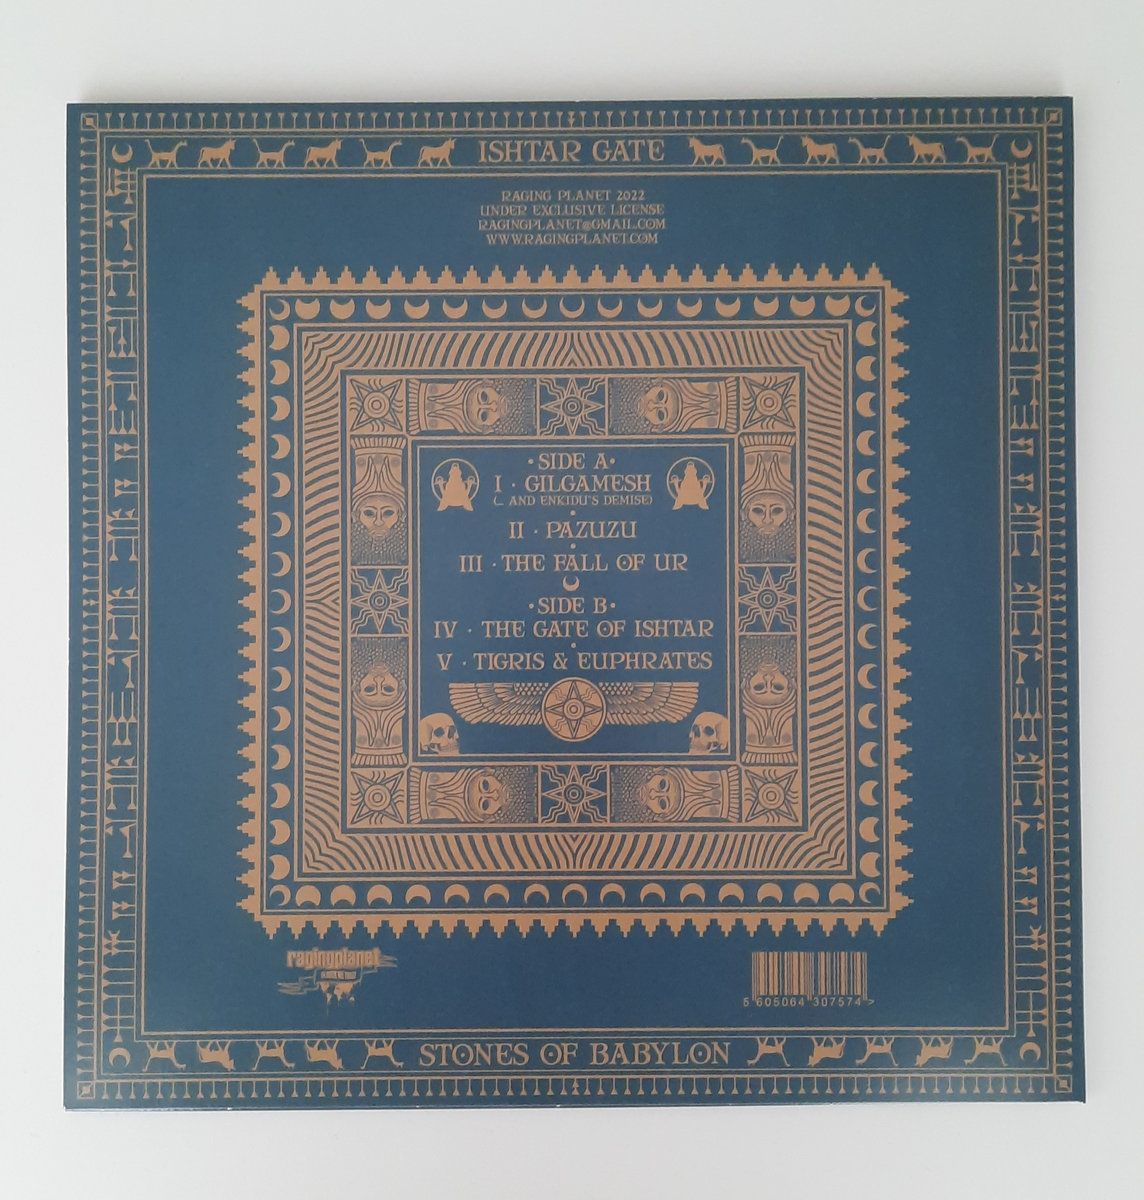 ISHTAR GATE
RAGING PLANET 2022
UNDER EXCLUSIVE LICENSE
RAGINGPLANET@GMAIL.COM
WWW.RAGINGPLANET.COM
•SIDE A•
I • GILGAMESH
(... AND ENKIDU'S DEMISE)
II • PAZUZU
III • THE FALL OF UR
•SIDE B•
IV • THE GATE OF ISHTAR
V • TIGRIS & EUPHRATES
ragingplanet
5 605064 307574 >
STONES OF BABYLON